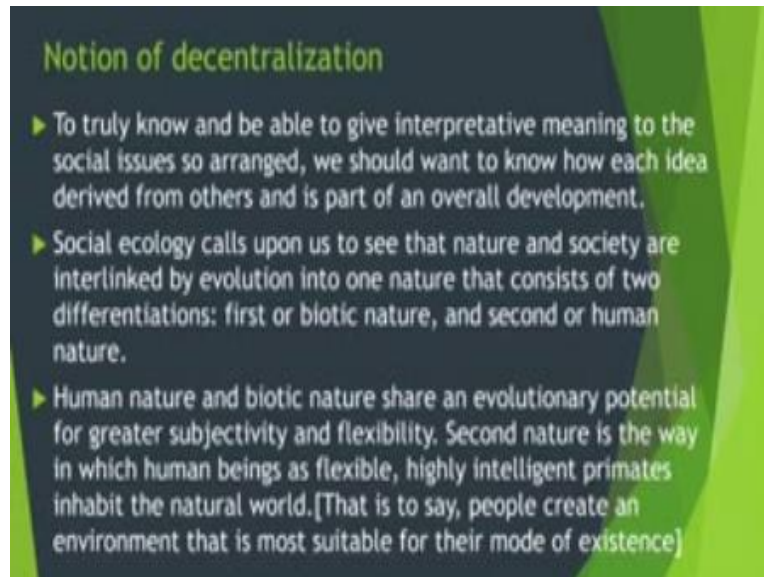 Notion of decentralization
To truly know and be able to give interpretative meaning to the
social issues so arranged, we should want to know how each idea
derived from others and is part of an overall development.
Social ecology calls upon us to see that nature and society are
interlinked by evolution into one nature that consists of two
differentiations: first or biotic nature, and second or human
nature.
Human nature and biotic nature share an evolutionary potential
for greater subjectivity and flexibility. Second nature is the way
in which human beings as flexible, highly intelligent primates
inhabit the natural world.[That is to say, people create an
environment that is most suitable for their mode of existence]